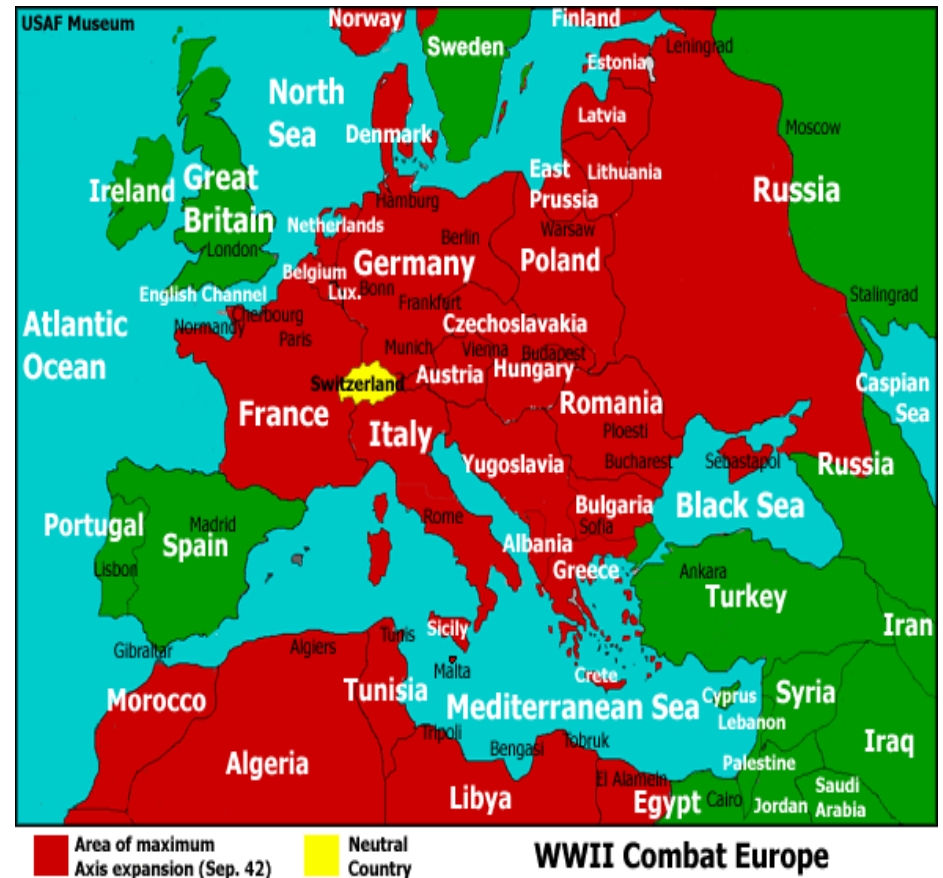 USAF Museum
Norway
Finland
Sweden
Leningrad
Estonia
North
Sea
Latvia
Denmark
Moscow
East
Prussia
Lithuania
Ireland
Great
Britain
Russia
Hamburg
Netherlands
Warsaw
Berlin
London
Belgium
Germany
Poland
Lux.
Bonn
English Channel
Frankfurt
Stalingrad
Cherbourg
Normandy
Czechoslavakia
Atlantic
Ocean
Paris
Munich
Vienna
Budapest
Switzerland
Austria
Hungary
Caspian
Sea
Romania
France
Italy
Ploesti
Yugoslavia
Bucharest
Sebastapol
Russia
Bulgaria
Black Sea
Portugal
Madrid
Spain
Rome
Sofia
Albania
Lisbon
Greece
Ankara
Turkey
Iran
Gibraltar
Algiers
Tunis
Sicily
Malta
Crete
Morocco
Tunisia
Mediterranean Sea
Cyprus
Syria
Lebanon
Tripoli
Bengasi
Tobruk
Iraq
Algeria
Palestine
El Alamein
Libya
Egypt
Cairo
Jordan
Saudi
Arabia
Area of maximum
Axis expansion (Sep. 42)
Neutral
Country
WWII Combat Europe